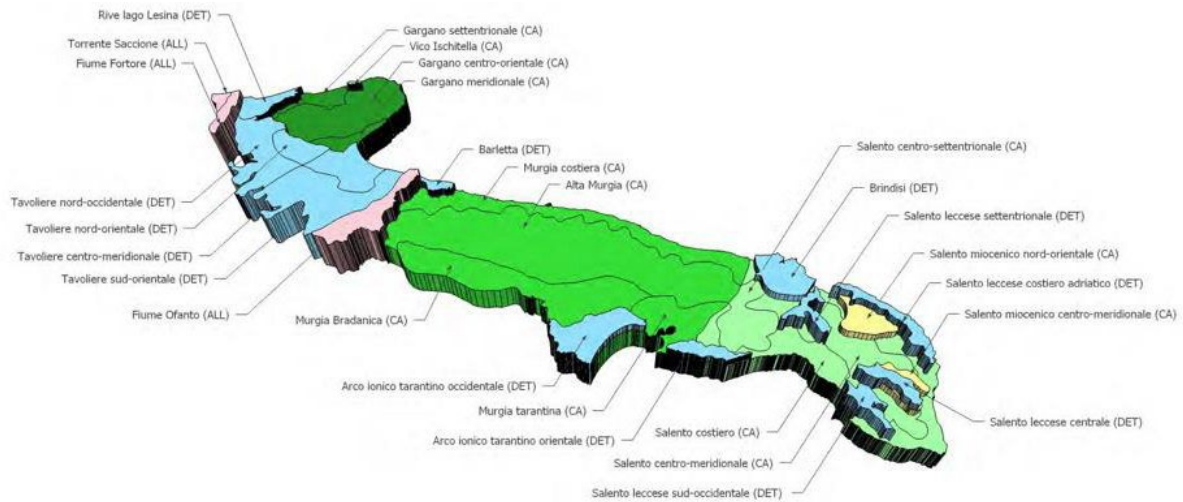 Rive lago Lesina (DET)
Torrente Saccione (ALL)
Fiume Fortore (ALL)
Gargano settentrionale (CA)
Vico Ischitella (CA)
Gargano centro-orientale (CA)
Gargano meridionale (CA)
Barletta (DET)
Murgia costiera (CA)
Alta Murgia (CA)
Salento centro-settentrionale (CA)
Brindisi (DET)
Salento leccese settentrionale (DET)
Salento miocenico nord-orientale (CA)
Salento leccese costiero adriatico (DET)
Salento miocenico centro-meridionale (CA)
Tavoliere nord-occidentale (DET)
Tavoliere nord-orientale (DET)
Tavoliere centro-meridionale (DET)
Tavoliere sud-orientale (DET)
Fiume Ofanto (ALL)
Murgia Bradanica (CA)
Arco ionico tarantino occidentale (DET)
Murgia tarantina (CA)
Arco ionico tarantino orientale (DET)
Salento costiero (CA)
Salento centro-meridionale (CA)
Salento leccese sud-occidentale (DET)
Salento leccese centrale (DET)